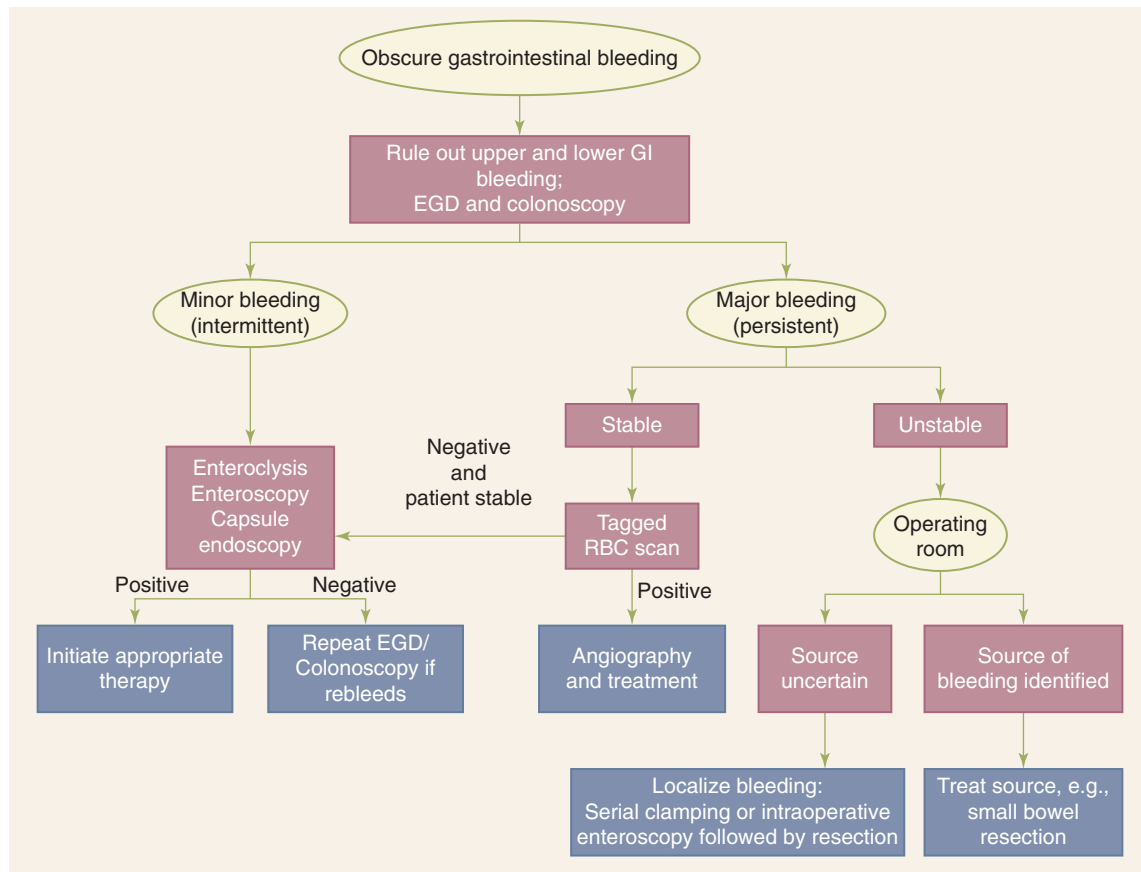 Obscure gastrointestinal bleeding
Rule out upper and lower GI
bleeding;
EGD and colonoscopy
Minor bleeding
(intermittent)
Major bleeding
(persistent)
Stable
Unstable
Negative
and
patient stable
Enteroclysis
Enteroscopy
Capsule
endoscopy
Tagged
RBC scan
Operating
room
Positive
Negative
Positive
Initiate appropriate
therapy
Repeat EGD/
Colonoscopy if
rebleeds
Angiography
and treatment
Source
uncertain
Source of
bleeding identified
Localize bleeding:
Serial clamping or intraoperative
enteroscopy followed by resection
Treat source, e.g.,
small bowel
resection